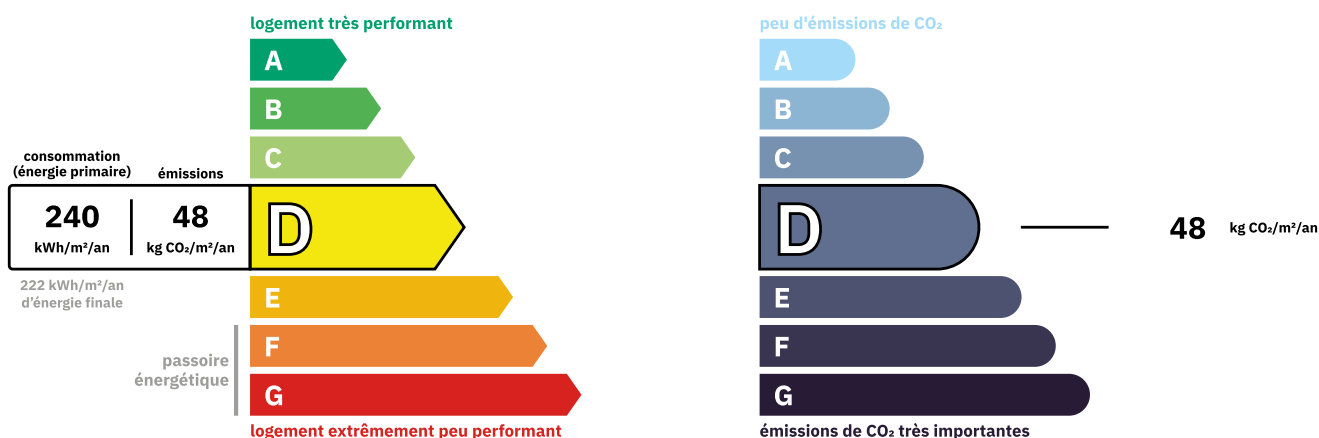 logement très performant
A
B
C
consommation
(énergie primaire)
émissions
240
kWh/m²/an
48
kg CO₂/m²/an
D
222 kWh/m²/an
d'énergie finale
E
passoire
énergétique
F
G
logement extrêmement peu performant
peu d'émissions de CO₂
A
B
C
D
48 kg CO₂/m²/an
E
F
G
émissions de CO₂ très importantes